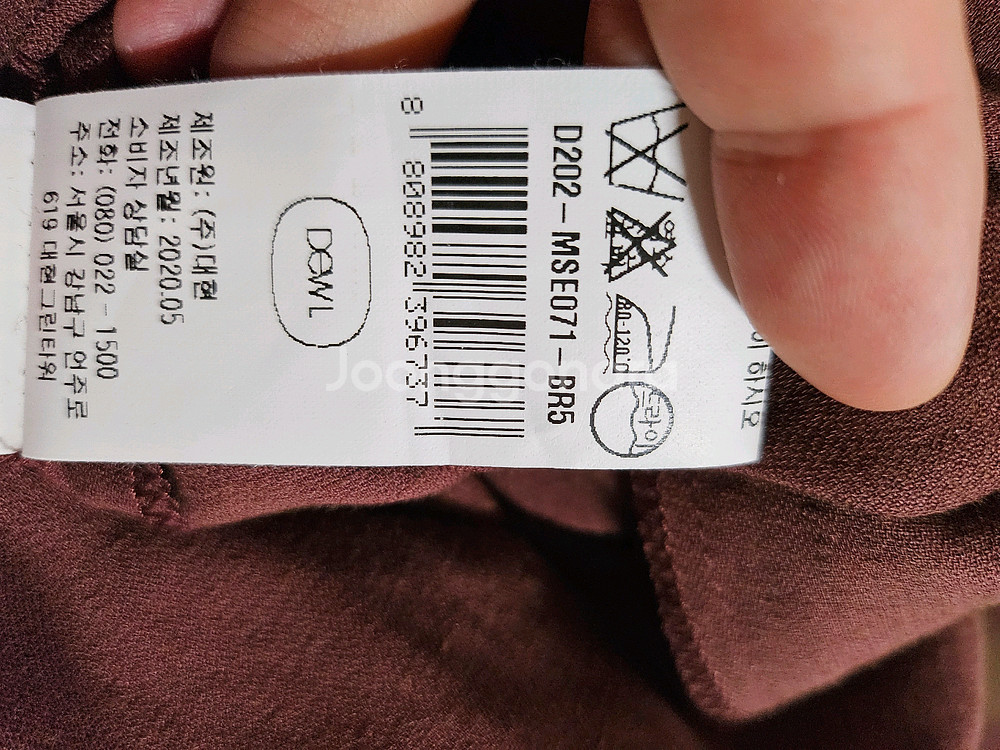 이 하시오
80-120℃
드라이
D202-MSE071-BR5
8 808982 396737
DEWL
제조원: (주)대현
제조년월: 2020.05
소비자 상담실
전화: (080) 022-1500
주소: 서울시 강남구 언주로
619 대현그린타워
Joonggonara